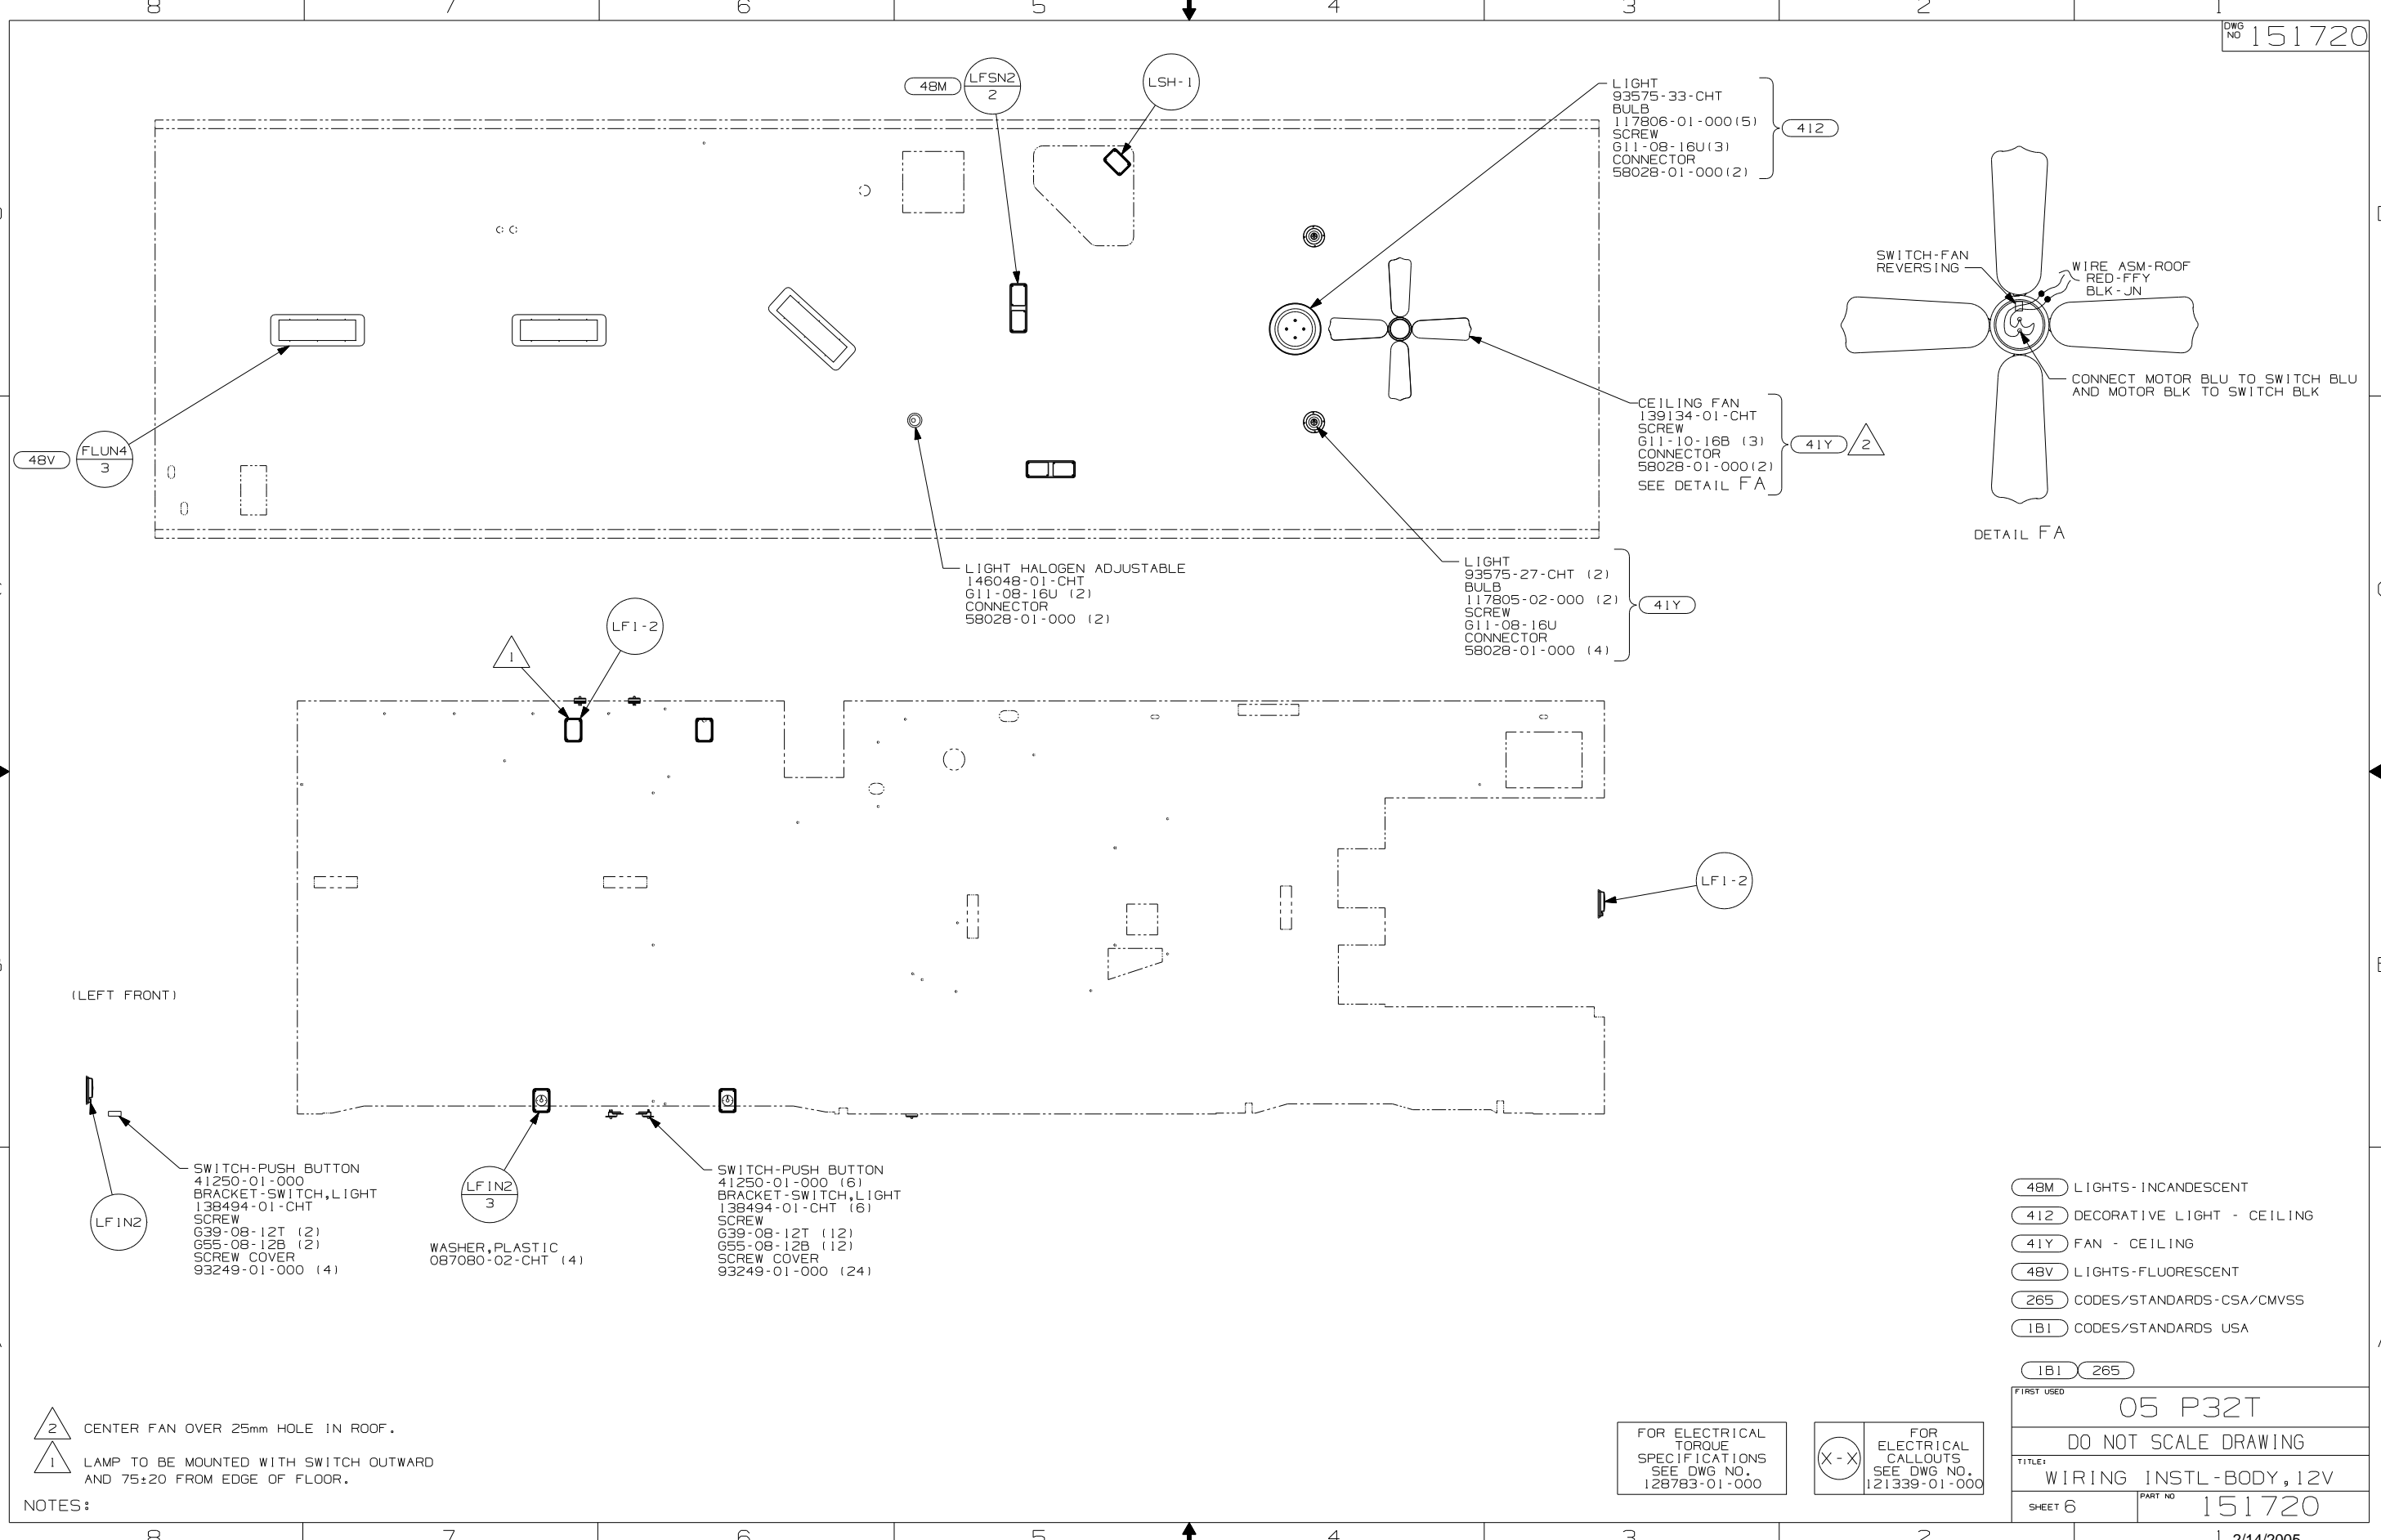 8 7 6 5 4 3 2 1
DWG NO 151720
48M
LFSN2
2
LSH-1
LIGHT
93575-33-CHT
BULB
117806-01-000(5)
SCREW
G11-08-16U(3)
CONNECTOR
58028-01-000(2)
412
SWITCH-FAN
REVERSING
WIRE ASM-ROOF
RED-FFY
BLK-JN
CONNECT MOTOR BLU TO SWITCH BLU
AND MOTOR BLK TO SWITCH BLK
DETAIL FA
CEILING FAN
139134-01-CHT
SCREW
G11-10-16B (3)
CONNECTOR
58028-01-000(2)
SEE DETAIL FA
41Y
2
48V
FLUN4
3
LIGHT HALOGEN ADJUSTABLE
146048-01-CHT
G11-08-16U (2)
CONNECTOR
58028-01-000 (2)
LIGHT
93575-27-CHT (2)
BULB
117805-02-000 (2)
SCREW
G11-08-16U
CONNECTOR
58028-01-000 (4)
41Y
1
LF1-2
LF1-2
(LEFT FRONT)
LF1N2
SWITCH-PUSH BUTTON
41250-01-000
BRACKET-SWITCH,LIGHT
138494-01-CHT
SCREW
G39-08-12T (2)
G55-08-12B (2)
SCREW COVER
93249-01-000 (4)
LF1N2
3
WASHER,PLASTIC
087080-02-CHT (4)
SWITCH-PUSH BUTTON
41250-01-000 (6)
BRACKET-SWITCH,LIGHT
138494-01-CHT (6)
SCREW
G39-08-12T (12)
G55-08-12B (12)
SCREW COVER
93249-01-000 (24)
48M LIGHTS-INCANDESCENT
412 DECORATIVE LIGHT - CEILING
41Y FAN - CEILING
48V LIGHTS-FLUORESCENT
265 CODES/STANDARDS-CSA/CMVSS
1B1 CODES/STANDARDS USA
1B1 265
2 CENTER FAN OVER 25mm HOLE IN ROOF.
1 LAMP TO BE MOUNTED WITH SWITCH OUTWARD
AND 75±20 FROM EDGE OF FLOOR.
NOTES:
FOR ELECTRICAL
TORQUE
SPECIFICATIONS
SEE DWG NO.
128783-01-000
X-X
FOR
ELECTRICAL
CALLOUTS
SEE DWG NO.
121339-01-000
FIRST USED
05 P32T
DO NOT SCALE DRAWING
TITLE:
WIRING INSTL-BODY,12V
SHEET 6
PART NO 151720
8 7 6 5 4 3 2 1
2/14/2005